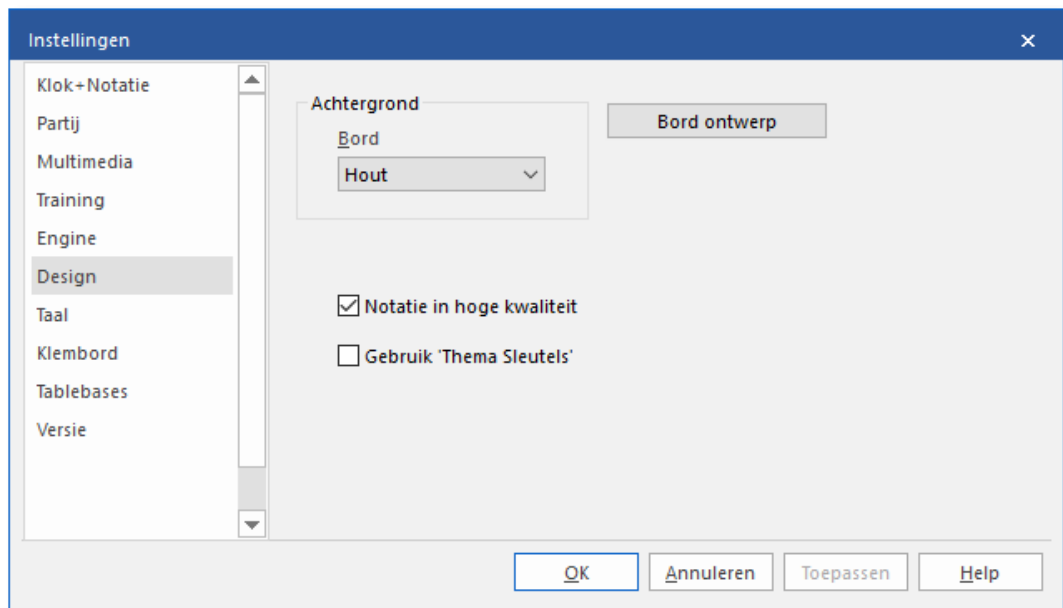 Instellingen
Klok+Notatie
Partij
Multimedia
Training
Engine
Design
Taal
Klembord
Tablebases
Versie
Achtergrond
Bord
Hout
Bord ontwerp
Notatie in hoge kwaliteit
Gebruik 'Thema Sleutels'
OK
Annuleren
Toepassen
Help